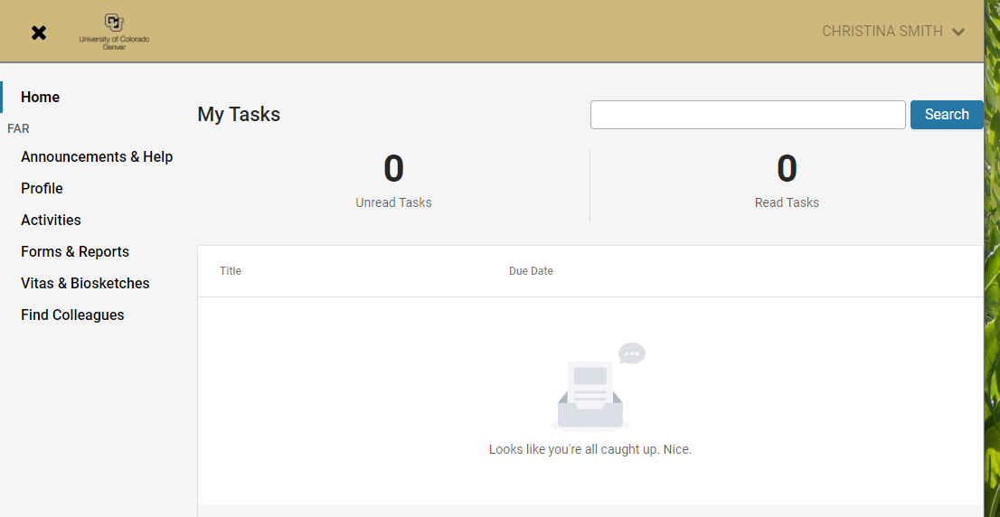 CU
University of Colorado
Denver
CHRISTINA SMITH
Home
FAR
Announcements & Help
Profile
Activities
Forms & Reports
Vitas & Biosketches
Find Colleagues
My Tasks
Search
0
Unread Tasks
0
Read Tasks
Title
Due Date
Looks like you're all caught up. Nice.